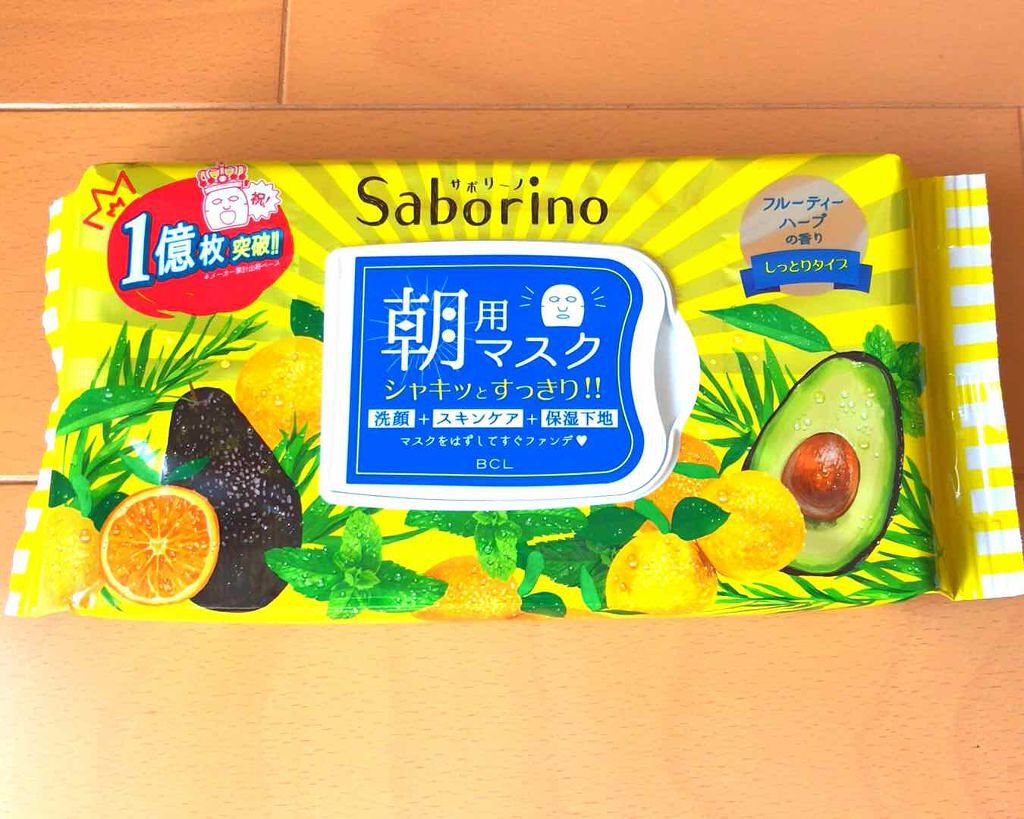 サボリーノ
Saborino
祝!
1億枚突破!!
※メーカー累計出荷ベース
フルーティー
ハーブ
の香り
しっとりタイプ
朝用
マスク
シャキッとすっきり!!
洗顔+スキンケア+保湿下地
マスクをはずしてすぐファンデ♥
BCL